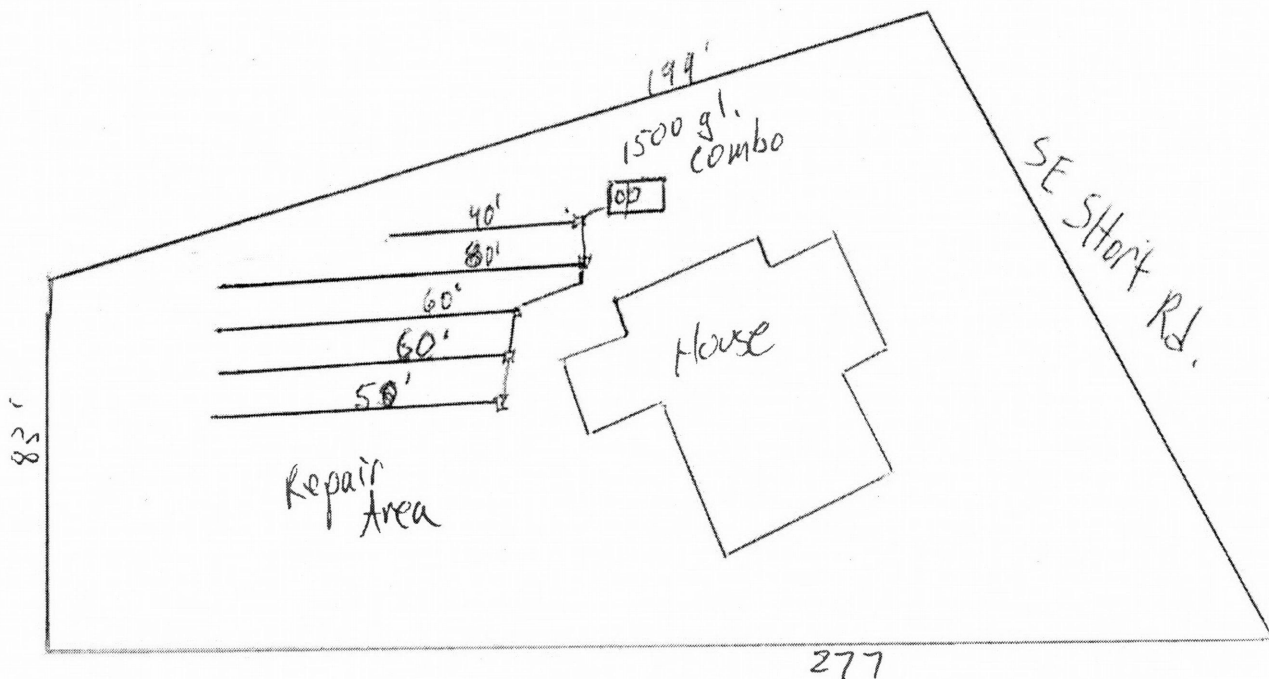 199'
1500 gl.
combo
SE SHort Rd.
40'
80'
60'
60'
50'
House
83'
Repair
Area
277